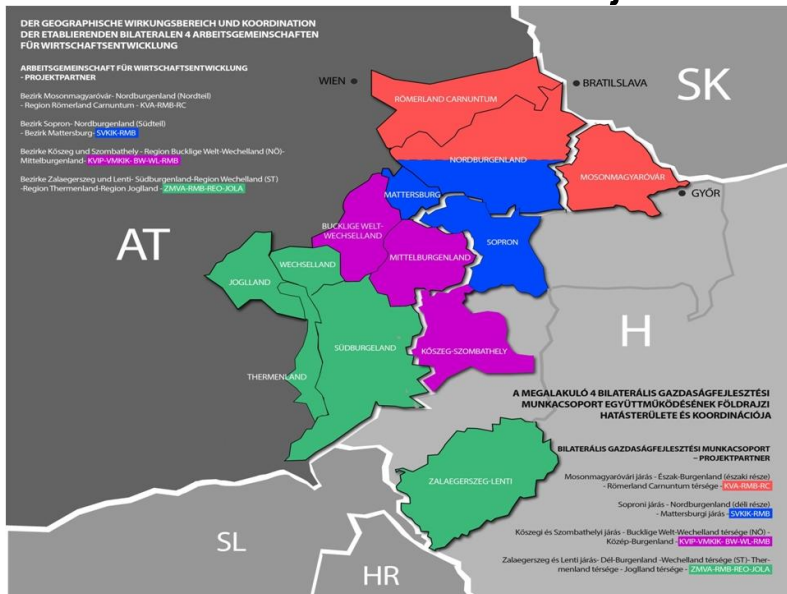 DER GEOGRAPHISCHE WIRKUNGSBEREICH UND KOORDINATION
DER ETABLIERENDEN BILATERALEN 4 ARBEITSGEMEINSCHAFTEN
FÜR WIRTSCHAFTSENTWICKLUNG
ARBEITSGEMEINSCHAFT FÜR WIRTSCHAFTSENTWICKLUNG
- PROJEKTPARTNER
Bezirk Mosonmagyaróvár- Nordburgenland (Nordteil)
- Region Römerland Carnuntum - KVA-RMB-RC
Bezirk Sopron- Nordburgenland (Südteil)
- Bezirk Mattersburg- SVKIK-RMB
Bezirke Kőszeg und Szombathely - Region Bucklige Welt-Wechelland (NÖ)-
Mittelburgenland- KVIP-VMKIK- BW-WL-RMB
Bezirke Zalaegerszeg und Lenti- Südburgenland-Region Wechelland (ST)
-Region Thermenland-Region Joglland - ZMVA-RMB-REO-JOLA
WIEN
BRATILSLAVA
SK
RÖMERLAND CARNUNTUM
NORDBURGENLAND
MOSONMAGYARÓVÁR
GYŐR
MATTERSBURG
BUCKLIGE WELT-
WECHSELLAND
SOPRON
AT
WECHSELLAND
MITTELBURGENLAND
JOGLLAND
H
SÜDBURGELAND
KŐSZEG-SZOMBATHELY
THERMENLAND
A MEGALAKULÓ 4 BILATERÁLIS GAZDASÁGFEJLESZTÉSI
MUNKACSOPORT EGYÜTTMŰKÖDÉSÉNEK FÖLDRAJZI
HATÁSTERÜLETE ÉS KOORDINÁCIÓJA
BILATERÁLIS GAZDASÁGFEJLESZTÉSI MUNKACSOPORT
– PROJEKTPARTNER
ZALAEGERSZEG-LENTI
Mosonmagyaróvári járás - Észak-Burgenland (északi része)
- Römerland Carnuntum térsége - KVA-RMB-RC
Soproni járás - Nordburgenland (déli része)
- Mattersburgi járás - SVKIK-RMB
Kőszegi és Szombathelyi járás - Bucklige Welt-Wechelland térsége (NÖ) -
Közép-Burgenland - KVIP-VMKIK- BW-WL-RMB
Zalaegerszeg és Lenti járás- Dél-Burgenland -Wechelland térsége (ST)- Ther-
menland térsége - Joglland térsége - ZMVA-RMB-REO-JOLA
SL
HR